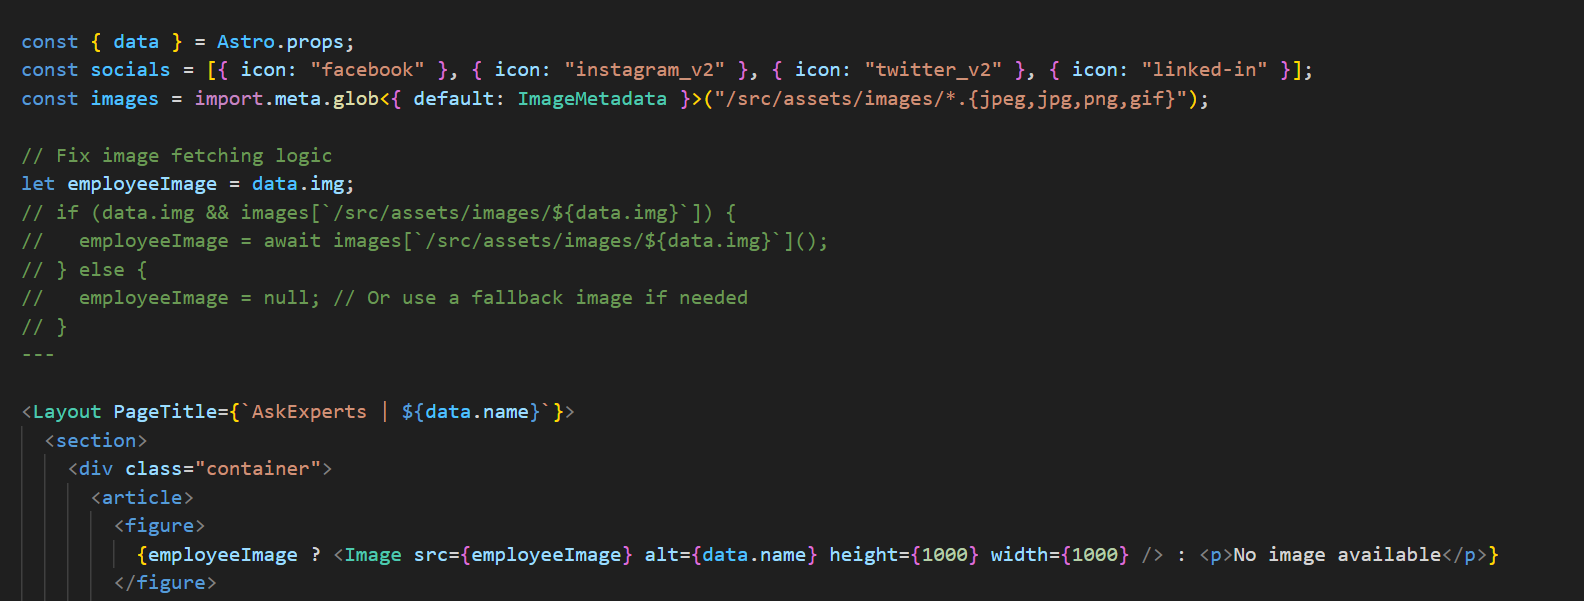 const { data } = Astro.props;
const socials = [{ icon: "facebook" }, { icon: "instagram_v2" }, { icon: "twitter_v2" }, { icon: "linked-in" }];
const images = import.meta.glob<{ default: ImageMetadata }>("/src/assets/images/*.{jpeg,jpg,png,gif}");
// Fix image fetching logic
let employeeImage = data.img;
// if (data.img && images[`/src/assets/images/${data.img}`]) {
//   employeeImage = await images[`/src/assets/images/${data.img}`]();
// } else {
//   employeeImage = null; // Or use a fallback image if needed
// }
---
<Layout PageTitle={`AskExperts | ${data.name}`}>
<section>
<div class="container">
<article>
<figure>
{employeeImage ? <Image src={employeeImage} alt={data.name} height={1000} width={1000} /> : <p>No image available</p>}
</figure>